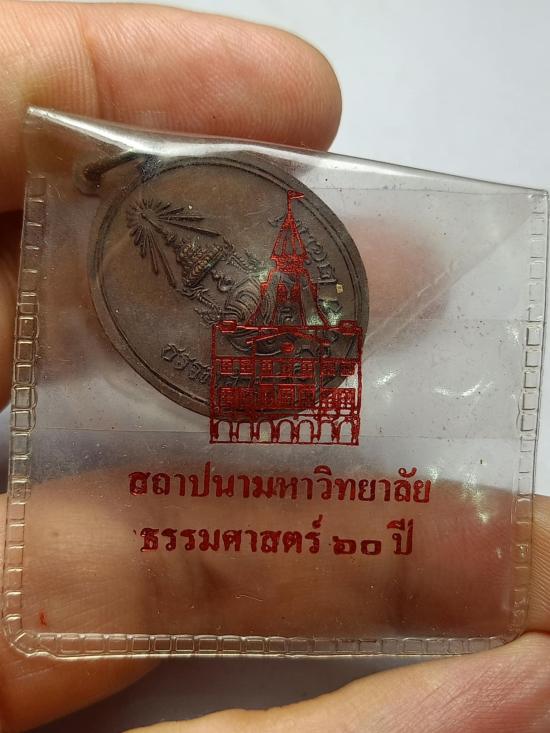 สถาปนามหาวิทยาลัย
ธรรมศาสตร์ ๖๐ ปี